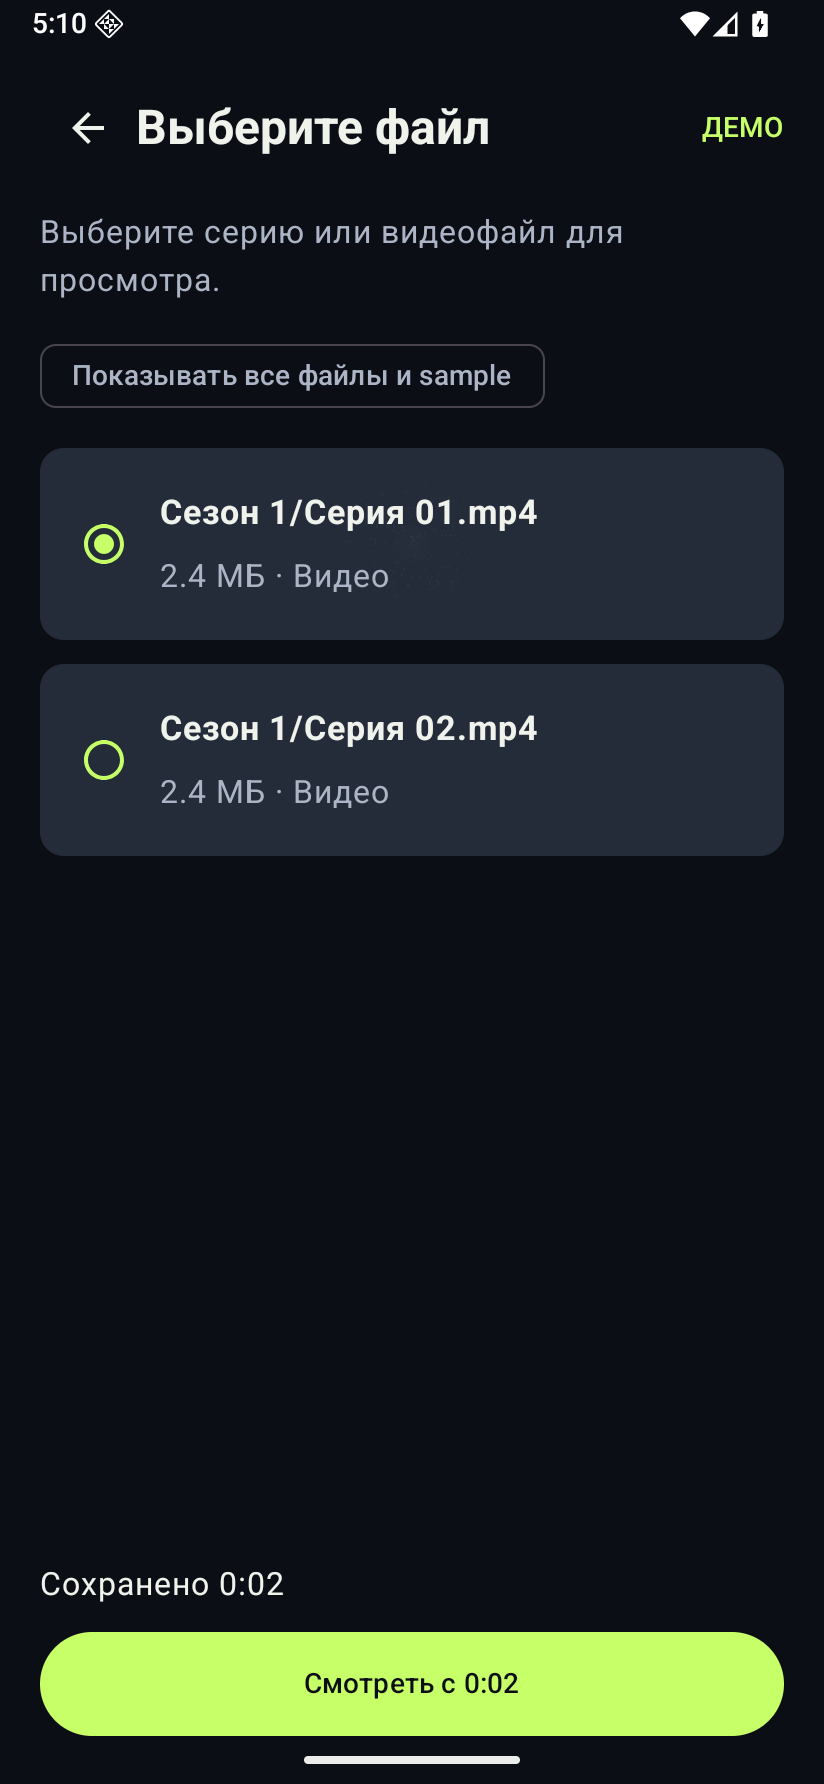 5:10
Выберите файл
ДЕМО
Выберите серию или видеофайл для
просмотра.
Показывать все файлы и sample
Сезон 1/Серия 01.mp4
2.4 МБ · Видео
Сезон 1/Серия 02.mp4
2.4 МБ · Видео
Сохранено 0:02
Смотреть с 0:02